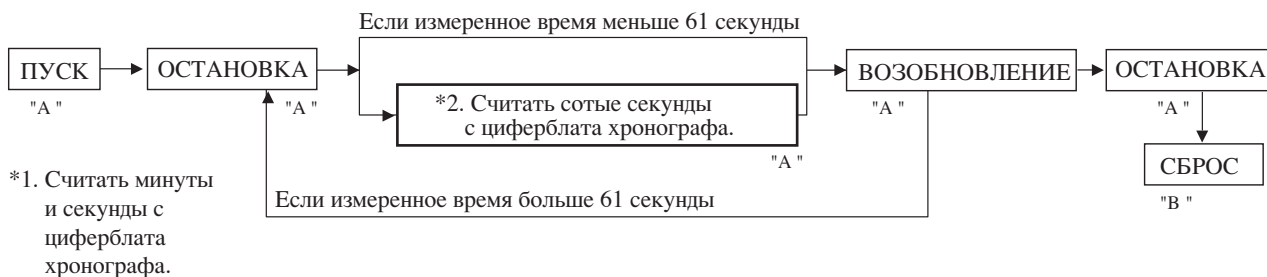 Если измеренное время меньше 61 секунды
ПУСК
ОСТАНОВКА
ВОЗОБНОВЛЕНИЕ
ОСТАНОВКА
"А "
"А "
*2. Считать сотые секунды
с циферблата хронографа.
"А "
"А "
"А "
*1. Считать минуты
и секунды с
циферблата
хронографа.
Если измеренное время больше 61 секунды
СБРОС
"В "